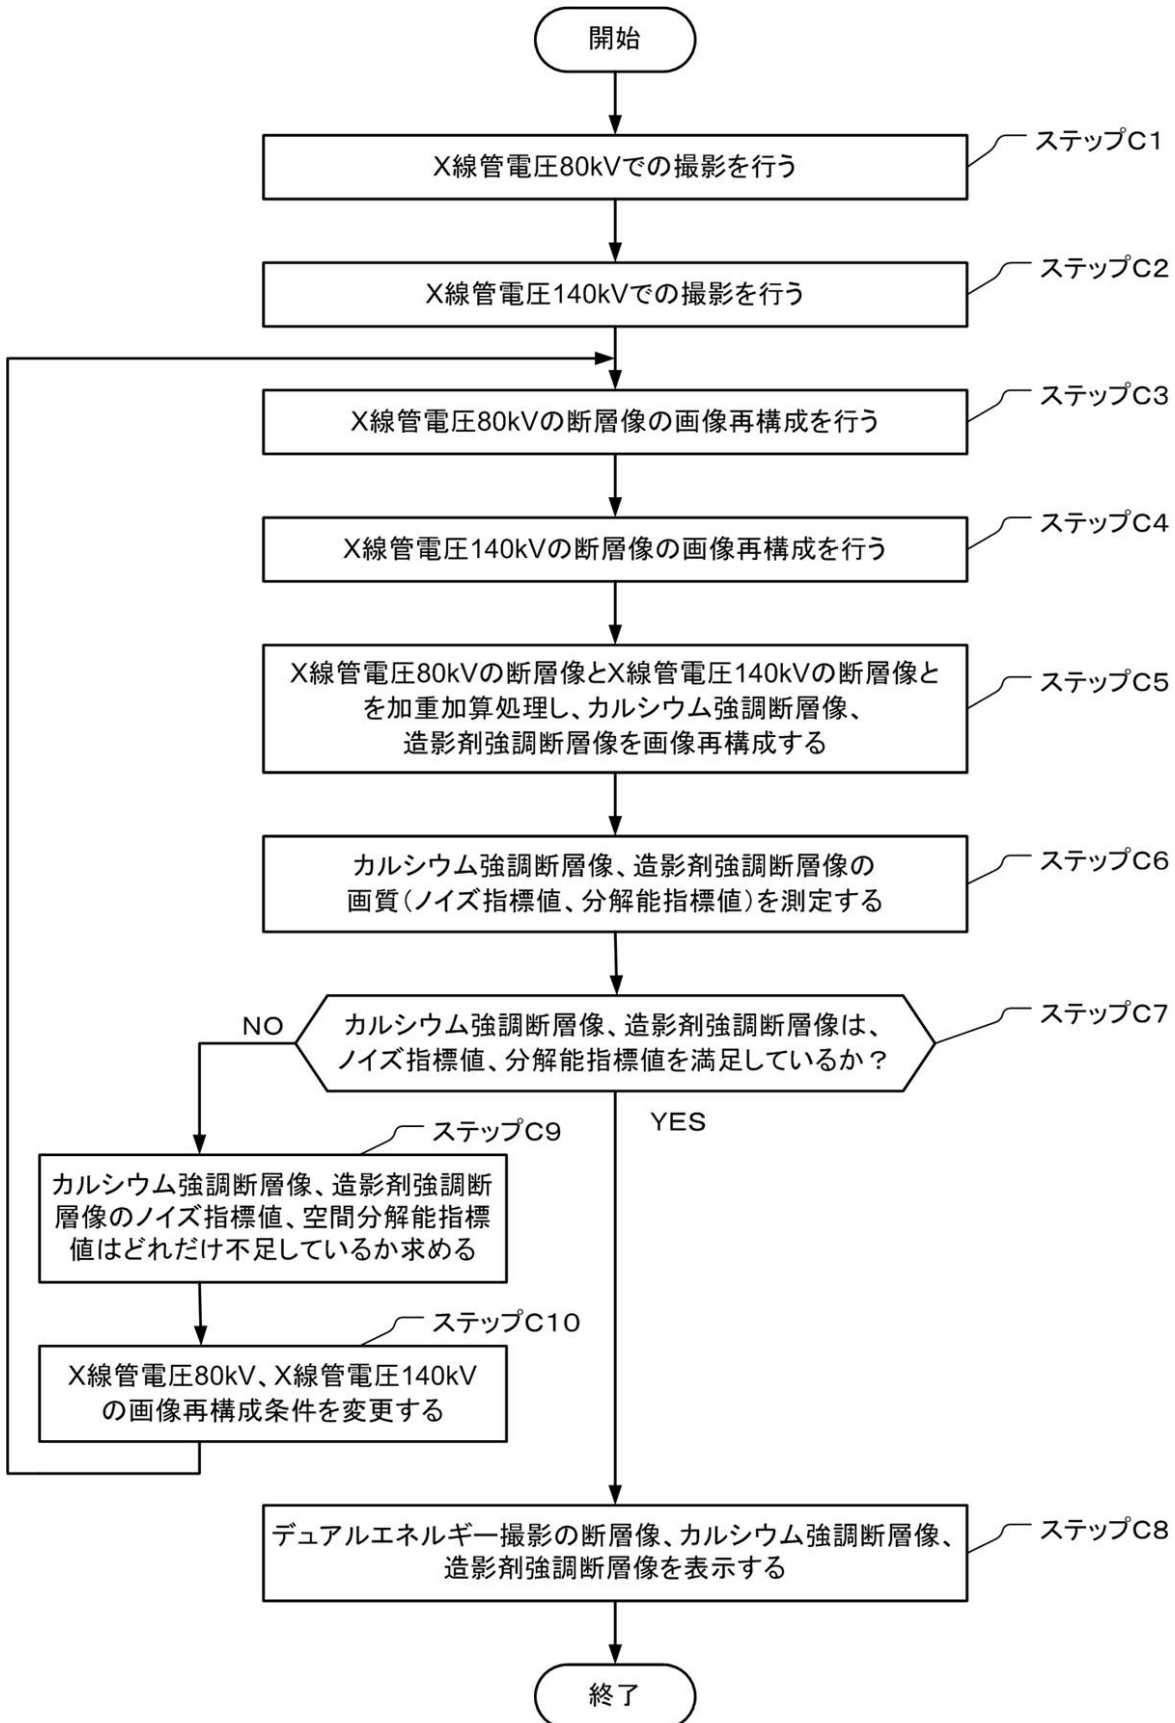 開始
X線管電圧80kVでの撮影を行う
ステップC1
X線管電圧140kVでの撮影を行う
ステップC2
X線管電圧80kVの断層像の画像再構成を行う
ステップC3
X線管電圧140kVの断層像の画像再構成を行う
ステップC4
X線管電圧80kVの断層像とX線管電圧140kVの断層像と
を加重加算処理し、カルシウム強調断層像、
造影剤強調断層像を画像再構成する
ステップC5
カルシウム強調断層像、造影剤強調断層像の
画質(ノイズ指標値、分解能指標値)を測定する
ステップC6
カルシウム強調断層像、造影剤強調断層像は、
ノイズ指標値、分解能指標値を満足しているか?
ステップC7
NO
YES
ステップC9
カルシウム強調断層像、造影剤強調断
層像のノイズ指標値、空間分解能指標
値はどれだけ不足しているか求める
ステップC10
X線管電圧80kV、X線管電圧140kV
の画像再構成条件を変更する
デュアルエネルギー撮影の断層像、カルシウム強調断層像、
造影剤強調断層像を表示する
ステップC8
終了